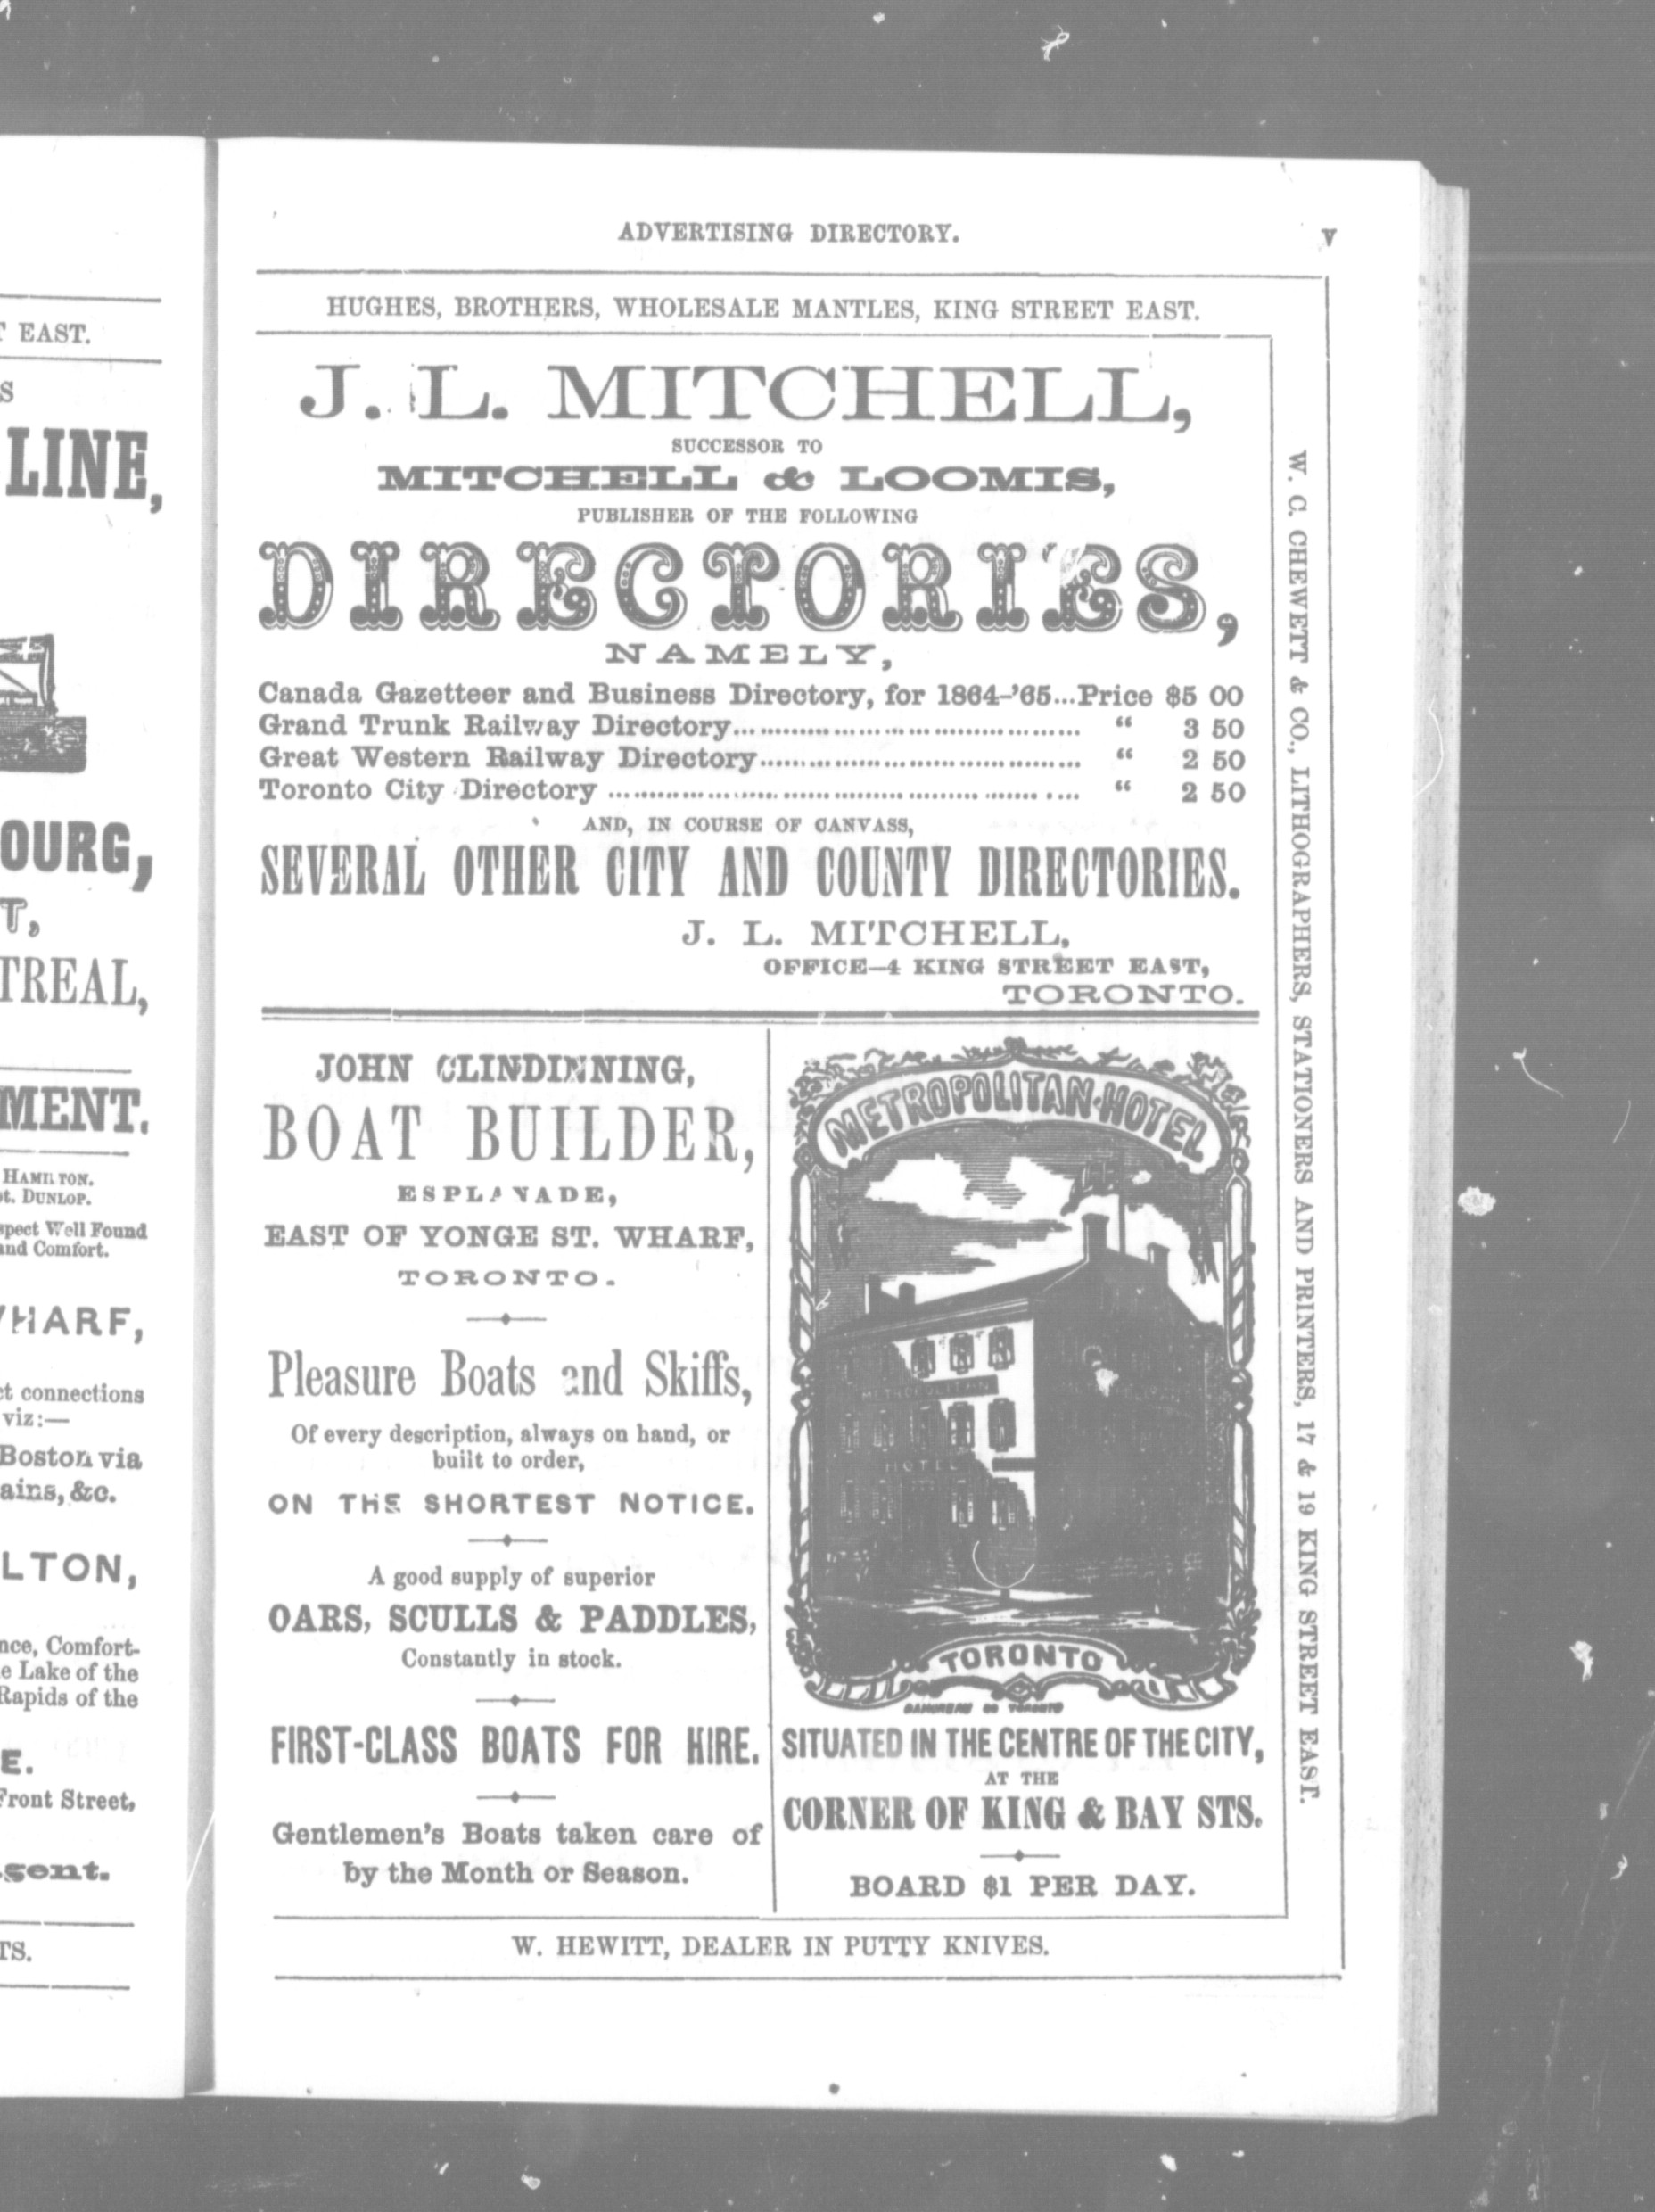 EAST.
S
LINE,
OURG,
T,
TREAL,
MENT.
HAMILTON.
pt. DUNLOP.
spect Well Found
and Comfort.
WHARF,
ct connections
viz:—
Boston via
ains, &c.
LTON,
nce, Comfort-
e Lake of the
Rapids of the
E.
Front Street,
Agent.
TS.
ADVERTISING DIRECTORY. v
HUGHES, BROTHERS, WHOLESALE MANTLES, KING STREET EAST.
J. L. MITCHELL,
SUCCESSOR TO
MITCHELL & LOOMIS,
PUBLISHER OF THE FOLLOWING
DIRECTORIES,
NAMELY,
Canada Gazetteer and Business Directory, for 1864-'65...Price $5 00
Grand Trunk Railway Directory.................................... “ 3 50
Great Western Railway Directory.................................... “ 2 50
Toronto City Directory .................................................... “ 2 50
AND, IN COURSE OF CANVASS,
SEVERAL OTHER CITY AND COUNTY DIRECTORIES.
J. L. MITCHELL,
OFFICE—4 KING STREET EAST,
TORONTO.
JOHN CLINDINNING,
BOAT BUILDER,
ESPLANADE,
EAST OF YONGE ST. WHARF,
TORONTO.
Pleasure Boats and Skiffs,
Of every description, always on hand, or
built to order,
ON THE SHORTEST NOTICE.
A good supply of superior
OARS, SCULLS & PADDLES,
Constantly in stock.
FIRST-CLASS BOATS FOR HIRE.
Gentlemen's Boats taken care of
by the Month or Season.
METROPOLITAN HOTEL
METROPOLITAN
HOTEL
TORONTO
SITUATED IN THE CENTRE OF THE CITY,
AT THE
CORNER OF KING & BAY STS.
BOARD $1 PER DAY.
W. HEWITT, DEALER IN PUTTY KNIVES.
W. C. CHEWETT & CO., LITHOGRAPHERS, STATIONERS AND PRINTERS, 17 & 19 KING STREET EAST.